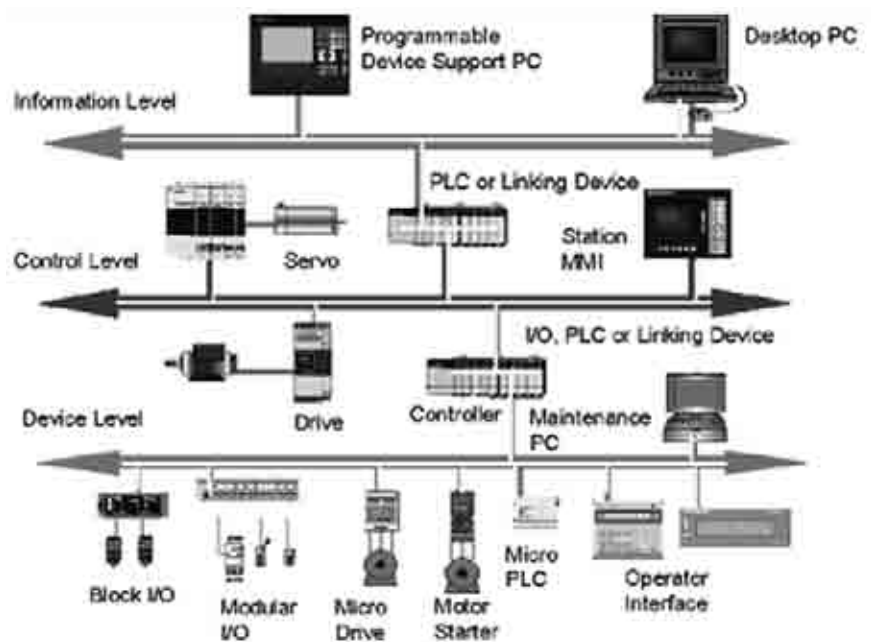 Programmable
Device Support PC
Desktop PC
Information Level
PLC or Linking Device
Station
MMI
Servo
Control Level
I/O, PLC or Linking Device
Drive
Controller
Maintenance
PC
Device Level
Block I/O
Modular
I/O
Micro
Drive
Motor
Starter
Micro
PLC
Operator
Interface